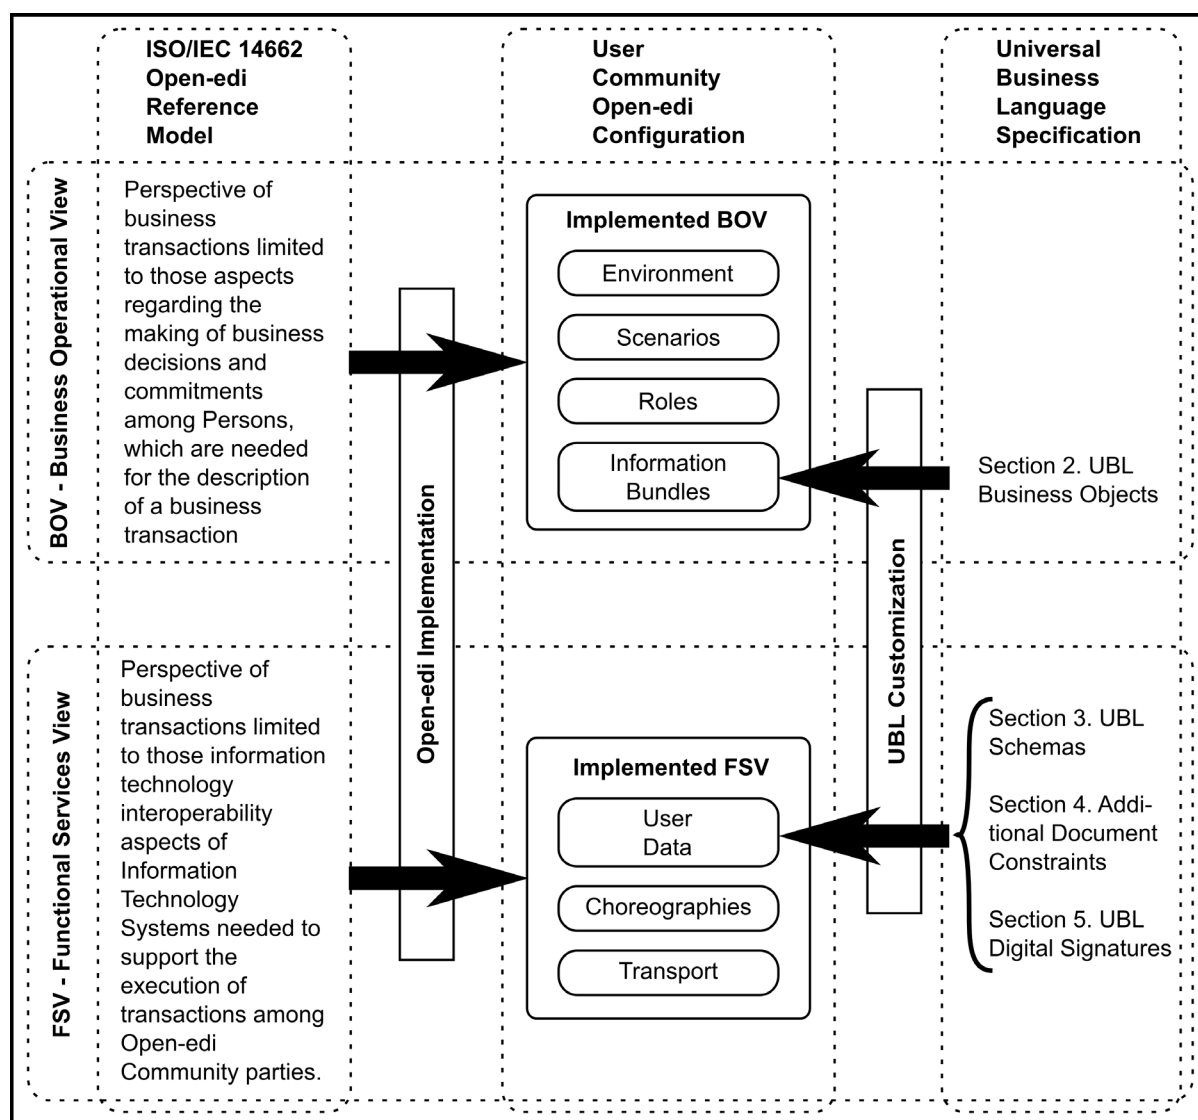 ISO/IEC 14662
Open-edi
Reference
Model
User
Community
Open-edi
Configuration
Universal
Business
Language
Specification
BOV - Business Operational View
Perspective of
business
transactions limited
to those aspects
regarding the
making of business
decisions and
commitments
among Persons,
which are needed
for the description
of a business
transaction
Open-edi Implementation
Implemented BOV
Environment
Scenarios
Roles
Information
Bundles
UBL Customization
Section 2. UBL
Business Objects
FSV - Functional Services View
Perspective of
business
transactions limited
to those information
technology
interoperability
aspects of
Information
Technology
Systems needed to
support the
execution of
transactions among
Open-edi
Community parties.
Implemented FSV
User
Data
Choreographies
Transport
Section 3. UBL
Schemas
Section 4. Addi-
tional Document
Constraints
Section 5. UBL
Digital Signatures